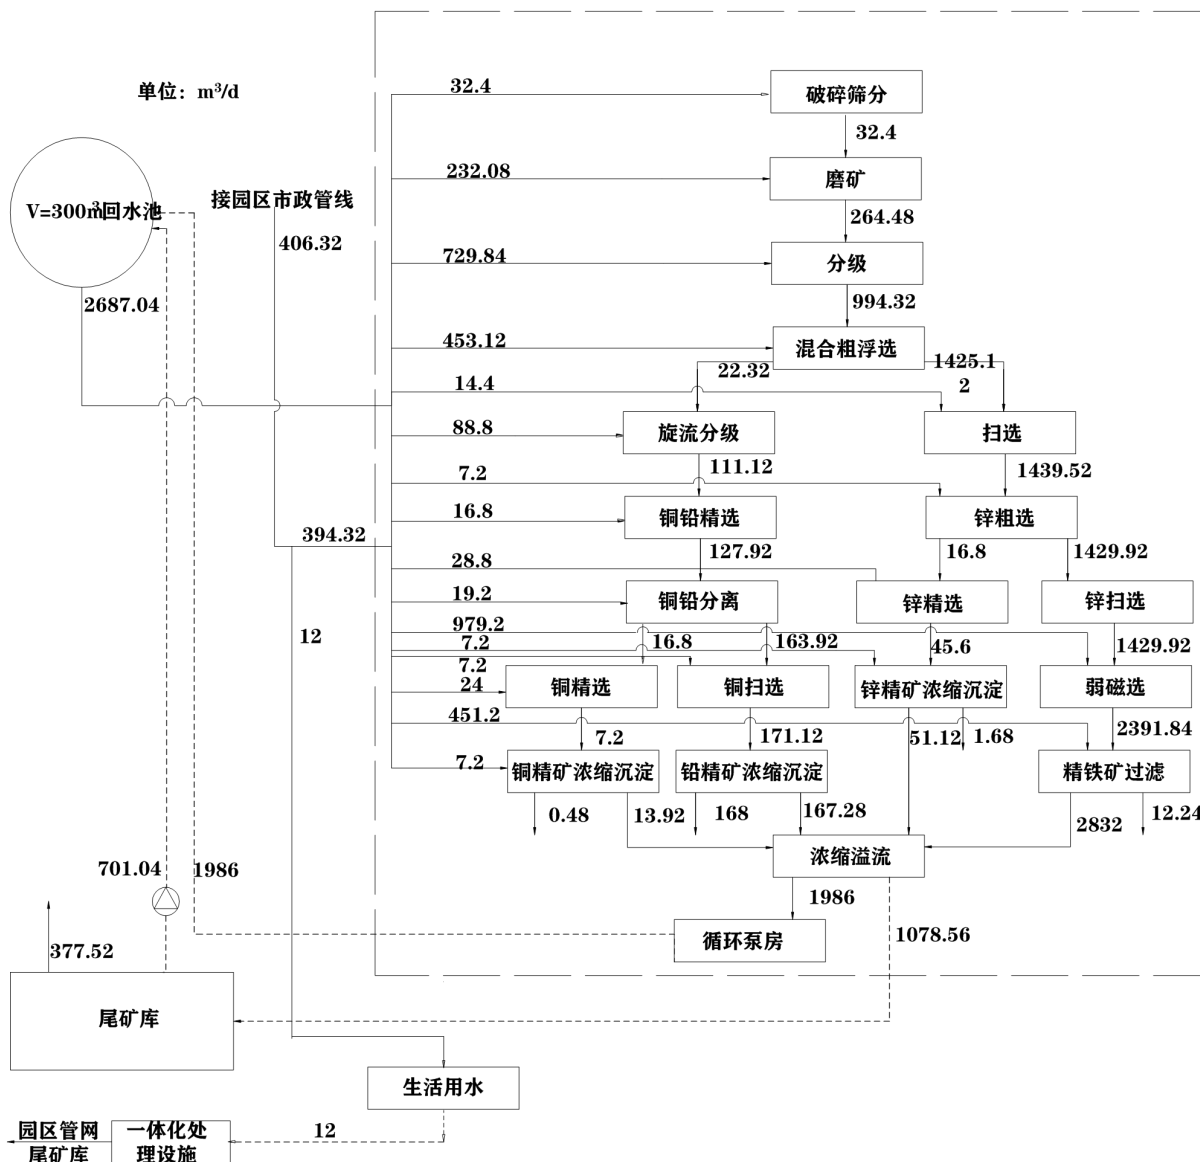 单位：m³/d
32.4
破碎筛分
32.4
232.08
磨矿
V=300m³回水池
接园区市政管线
264.48
406.32
729.84
分级
2687.04
994.32
453.12
混合粗浮选
22.32
1425.1
2
14.4
88.8
旋流分级
扫选
111.12
1439.52
7.2
16.8
铜铅精选
锌粗选
394.32
127.92
16.8
1429.92
28.8
19.2
铜铅分离
锌精选
锌扫选
979.2
12
7.2
16.8
163.92
45.6
1429.92
7.2
24
铜精选
铜扫选
锌精矿浓缩沉淀
弱磁选
451.2
7.2
171.12
51.12
1.68
2391.84
7.2
铜精矿浓缩沉淀
铅精矿浓缩沉淀
精铁矿过滤
0.48
13.92
168
167.28
2832
12.24
浓缩溢流
701.04
1986
1986
377.52
循环泵房
1078.56
尾矿库
生活用水
园区管网
尾矿库
一体化处
理设施
12